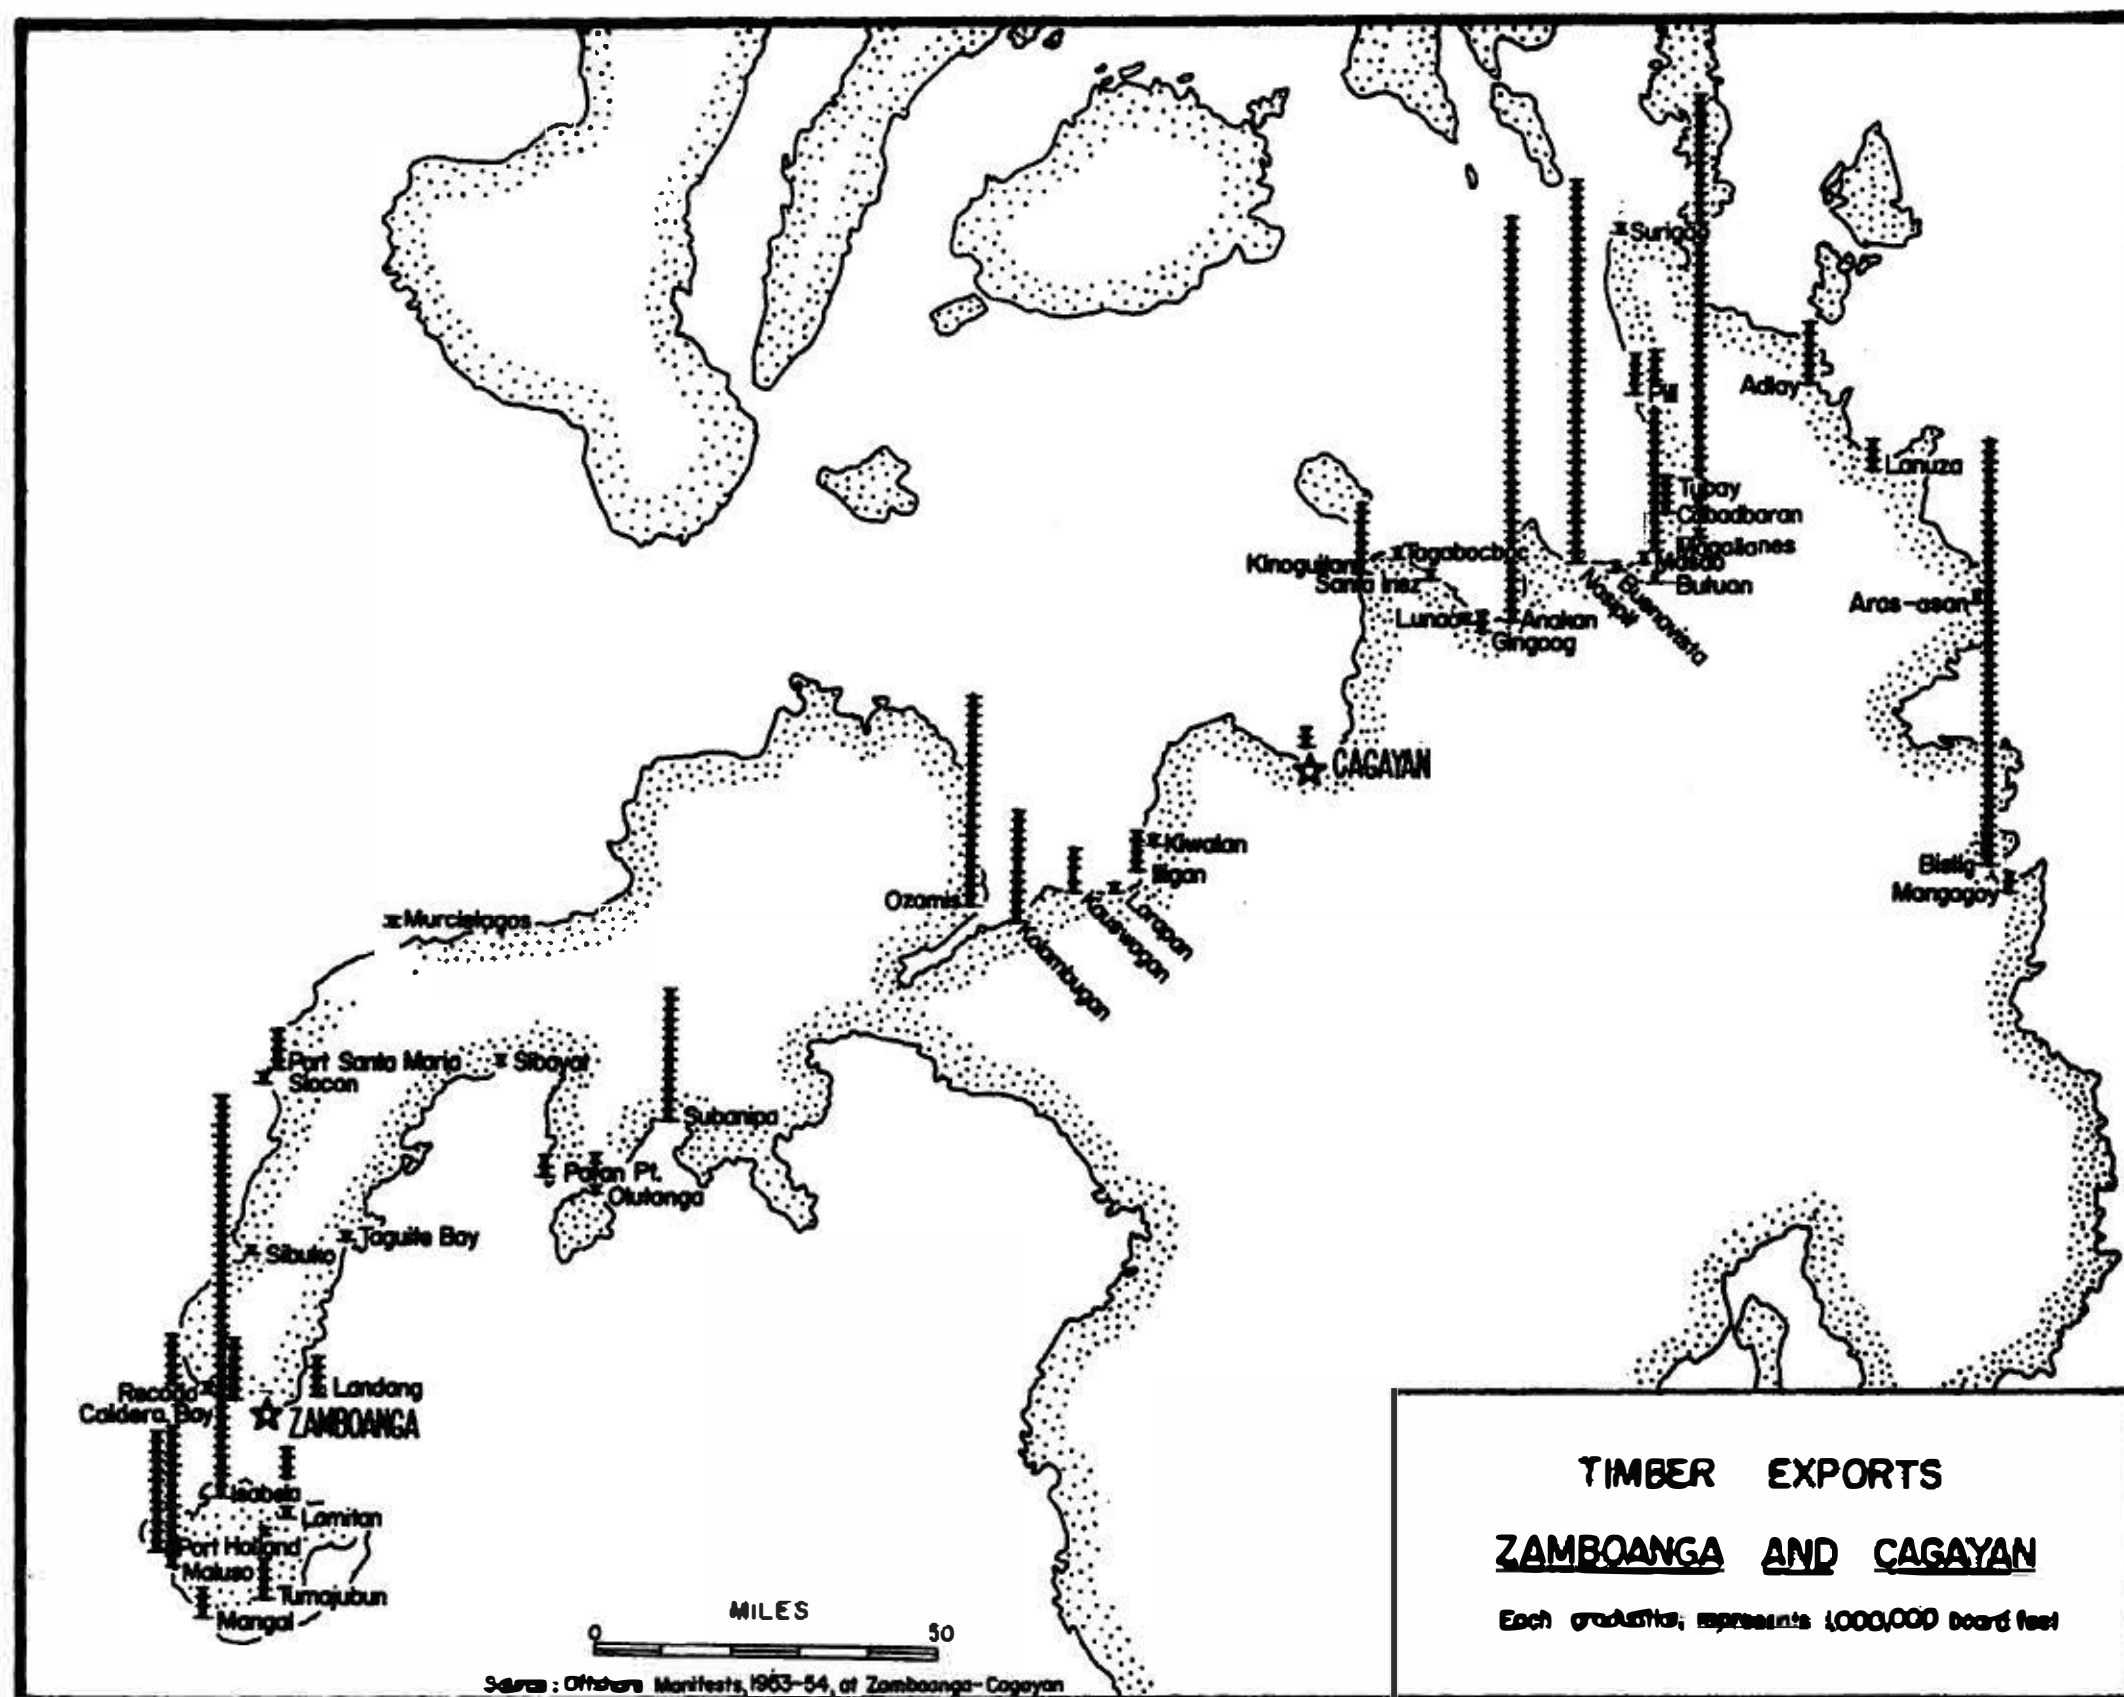 Surigao
Adlay
Pili
Lanuza
Tubay
Cabadbaran
Magallanes
Masao
Butuan
Kinoguitan
Tagabocboc
Santa Inez
Nasipit
Buenavista
Aras-asan
Lunao
Anakan
Gingoog
CAGAYAN
Kiwalan
Iligan
Bislig
Mangagoy
Ozamis
Larapan
Kauswagan
Kolambugan
Murcielagos
Port Santa Maria
Siocon
Sibayat
Subanipa
Patan Pt.
Olutanga
Taguite Bay
Sibuko
Recodo
Landang
Caldera Bay
ZAMBOANGA
Isabela
Lamitan
Port Holland
Maluso
Tumajubun
Mangal
MILES
0 50
Source: Offshore Manifests, 1953-54, at Zamboanga-Cagayan
TIMBER EXPORTS
ZAMBOANGA AND CAGAYAN
Each graduation represents 1,000,000 board feet